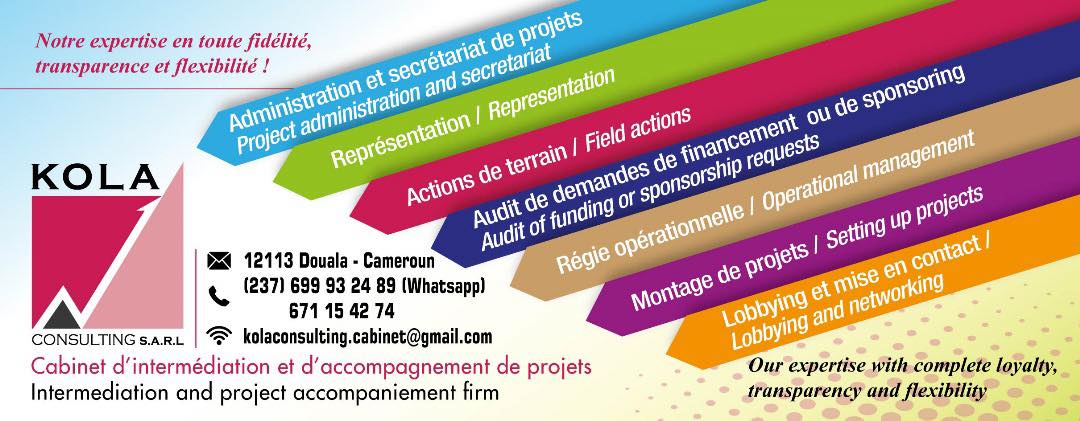 Notre expertise en toute fidélité,
transparence et flexibilité !
Administration et secrétariat de projets
Project administration and secretariat
Représentation / Representation
Actions de terrain / Field actions
Audit de demandes de financement ou de sponsoring
Audit of funding or sponsorship requests
Régie opérationnelle / Operational management
Montage de projets / Setting up projects
Lobbying et mise en contact /
Lobbying and networking
KOLA
CONSULTING S.A.R.L
12113 Douala - Cameroun
(237) 699 93 24 89 (Whatsapp)
671 15 42 74
kolaconsulting.cabinet@gmail.com
Cabinet d'intermédiation et d'accompagnement de projets
Intermediation and project accompaniement firm
Our expertise with complete loyalty,
transparency and flexibility